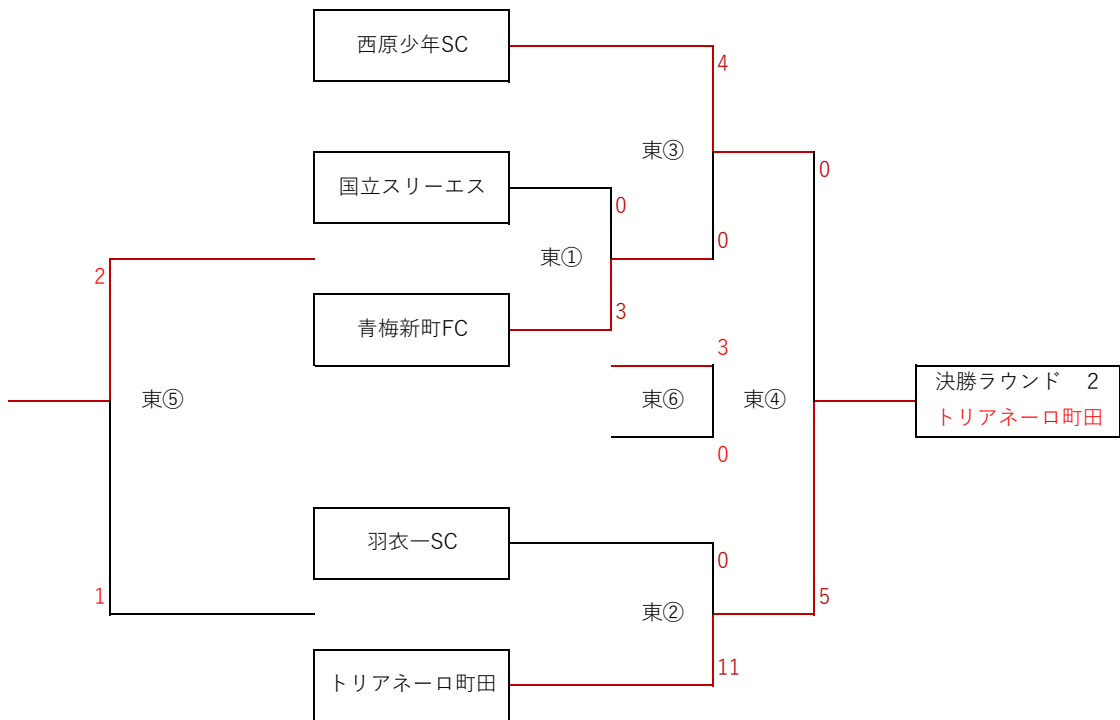 西原少年SC
4
東③
0
国立スリーエス
0
0
東①
2
3
青梅新町FC
3
決勝ラウンド 2
東⑤
東⑥
東④
トリアネーロ町田
0
羽衣一SC
0
1
5
東②
11
トリアネーロ町田